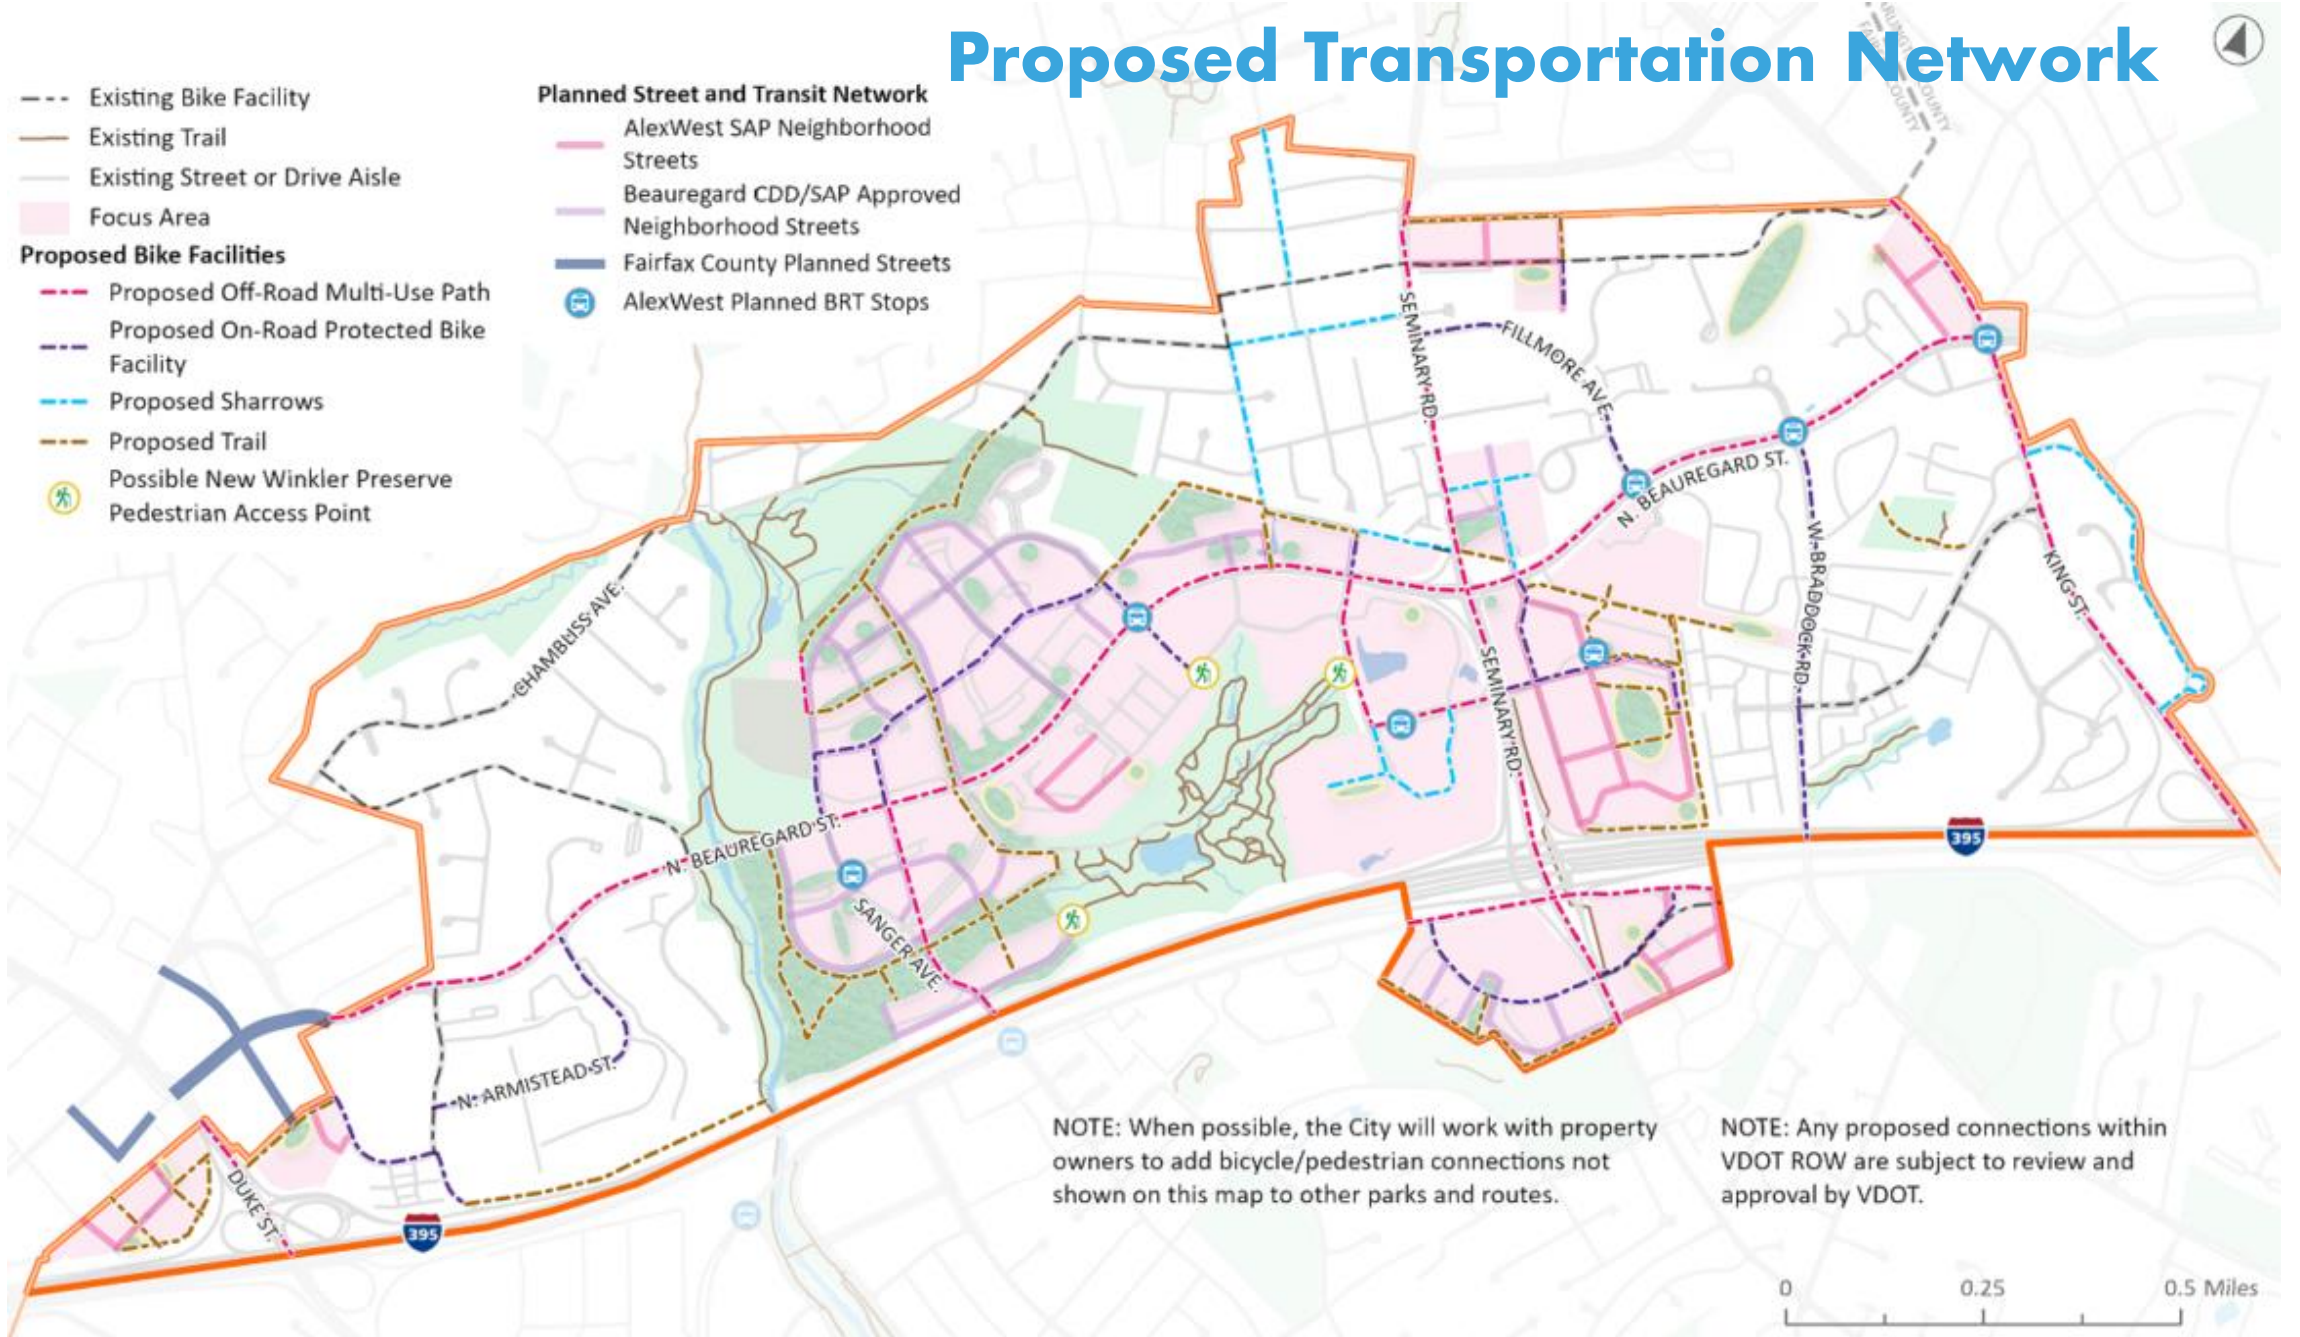 Proposed Transportation Network
Existing Bike Facility
Existing Trail
Existing Street or Drive Aisle
Focus Area
Proposed Bike Facilities
Proposed Off-Road Multi-Use Path
Proposed On-Road Protected Bike
Facility
Proposed Sharrows
Proposed Trail
Possible New Winkler Preserve
Pedestrian Access Point
Planned Street and Transit Network
AlexWest SAP Neighborhood
Streets
Beauregard CDD/SAP Approved
Neighborhood Streets
Fairfax County Planned Streets
AlexWest Planned BRT Stops
ARLINGTON COUNTY
FAIRFAX COUNTY
SEMINARY RD.
FILLMORE AVE.
N. BEAUREGARD ST.
W. BRADDOCK RD.
KING ST.
CHAMBLISS AVE.
SEMINARY RD.
N. BEAUREGARD ST.
SANGER AVE.
N. ARMISTEAD ST.
DUKE ST.
395
395
NOTE: When possible, the City will work with property
owners to add bicycle/pedestrian connections not
shown on this map to other parks and routes.
NOTE: Any proposed connections within
VDOT ROW are subject to review and
approval by VDOT.
0 0.25 0.5 Miles